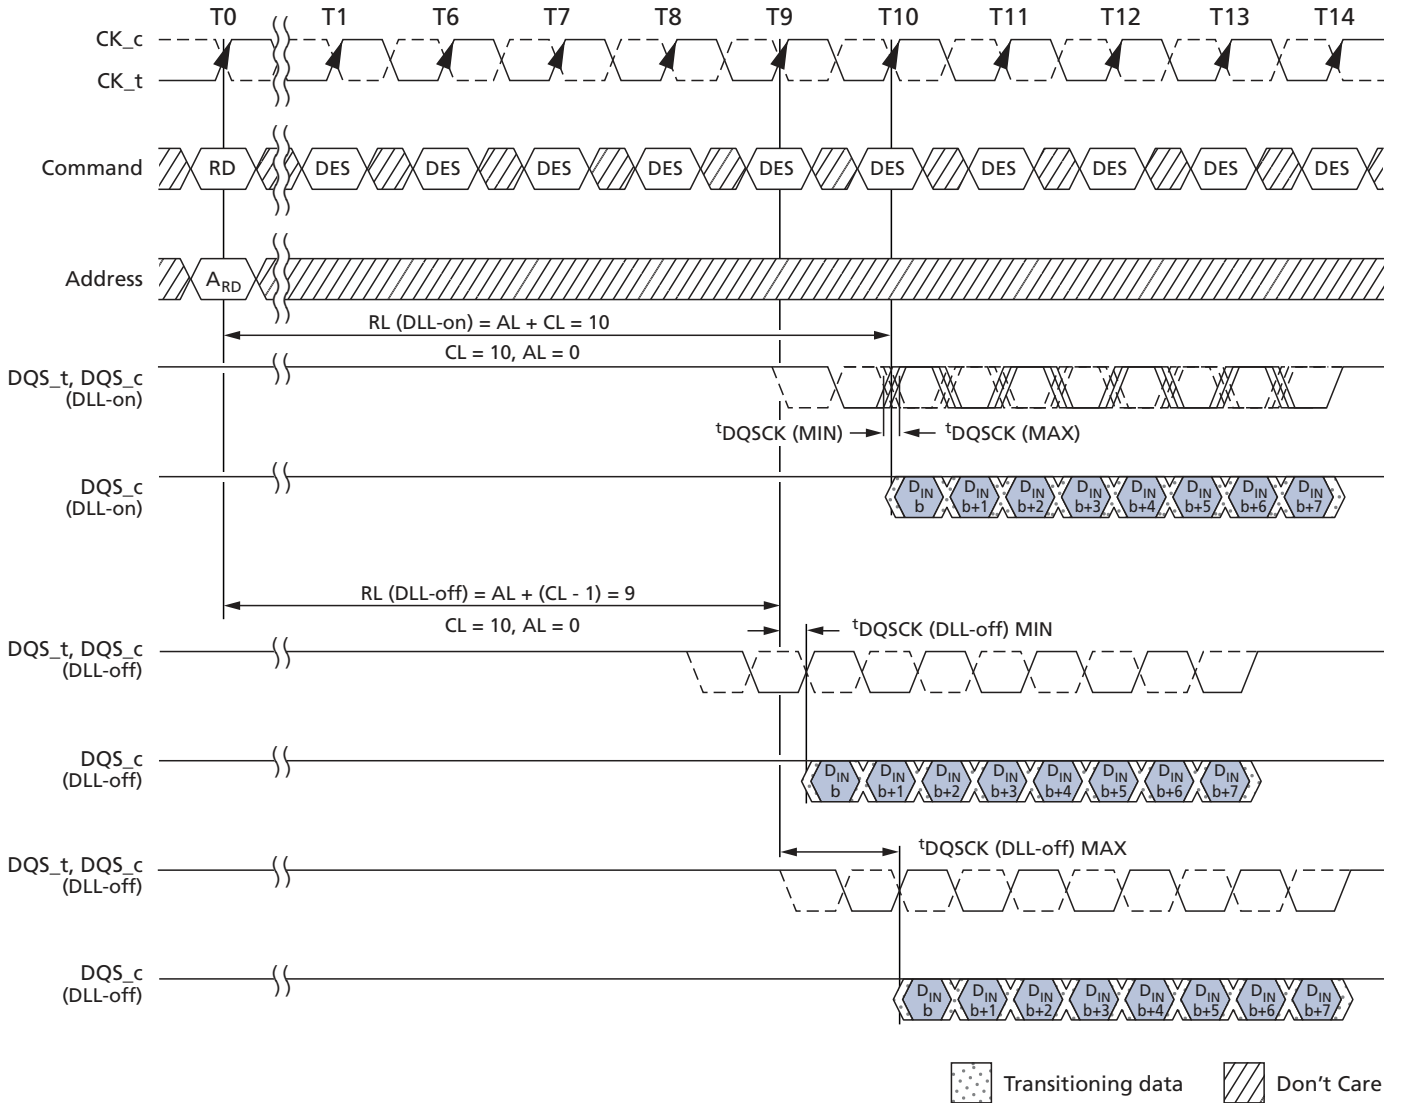 T0 T1 T6 T7 T8 T9 T10 T11 T12 T13 T14
CK_c
CK_t
Command RD DES DES DES DES DES DES DES DES DES DES
Address ARD
RL (DLL-on) = AL + CL = 10
CL = 10, AL = 0
DQS_t, DQS_c
(DLL-on)
tDQSCK (MIN) tDQSCK (MAX)
DQS_c
(DLL-on)
DIN DIN DIN DIN DIN DIN DIN DIN
b b+1 b+2 b+3 b+4 b+5 b+6 b+7
RL (DLL-off) = AL + (CL - 1) = 9
CL = 10, AL = 0
tDQSCK (DLL-off) MIN
DQS_t, DQS_c
(DLL-off)
DQS_c
(DLL-off)
DIN DIN DIN DIN DIN DIN DIN DIN
b b+1 b+2 b+3 b+4 b+5 b+6 b+7
tDQSCK (DLL-off) MAX
DQS_t, DQS_c
(DLL-off)
DQS_c
(DLL-off)
DIN DIN DIN DIN DIN DIN DIN DIN
b b+1 b+2 b+3 b+4 b+5 b+6 b+7
Transitioning data Don't Care